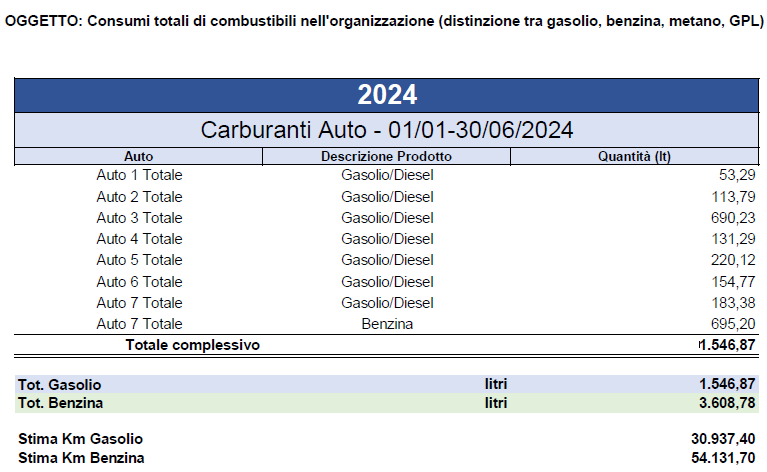 OGGETTO: Consumi totali di combustibili nell'organizzazione (distinzione tra gasolio, benzina, metano, GPL)
2024
Carburanti Auto - 01/01-30/06/2024
Auto Descrizione Prodotto Quantità (lt)
Auto 1 Totale Gasolio/Diesel 53,29
Auto 2 Totale Gasolio/Diesel 113,79
Auto 3 Totale Gasolio/Diesel 690,23
Auto 4 Totale Gasolio/Diesel 131,29
Auto 5 Totale Gasolio/Diesel 220,12
Auto 6 Totale Gasolio/Diesel 154,77
Auto 7 Totale Gasolio/Diesel 183,38
Auto 7 Totale Benzina 695,20
Totale complessivo 1.546,87
Tot. Gasolio litri 1.546,87
Tot. Benzina litri 3.608,78
Stima Km Gasolio 30.937,40
Stima Km Benzina 54.131,70